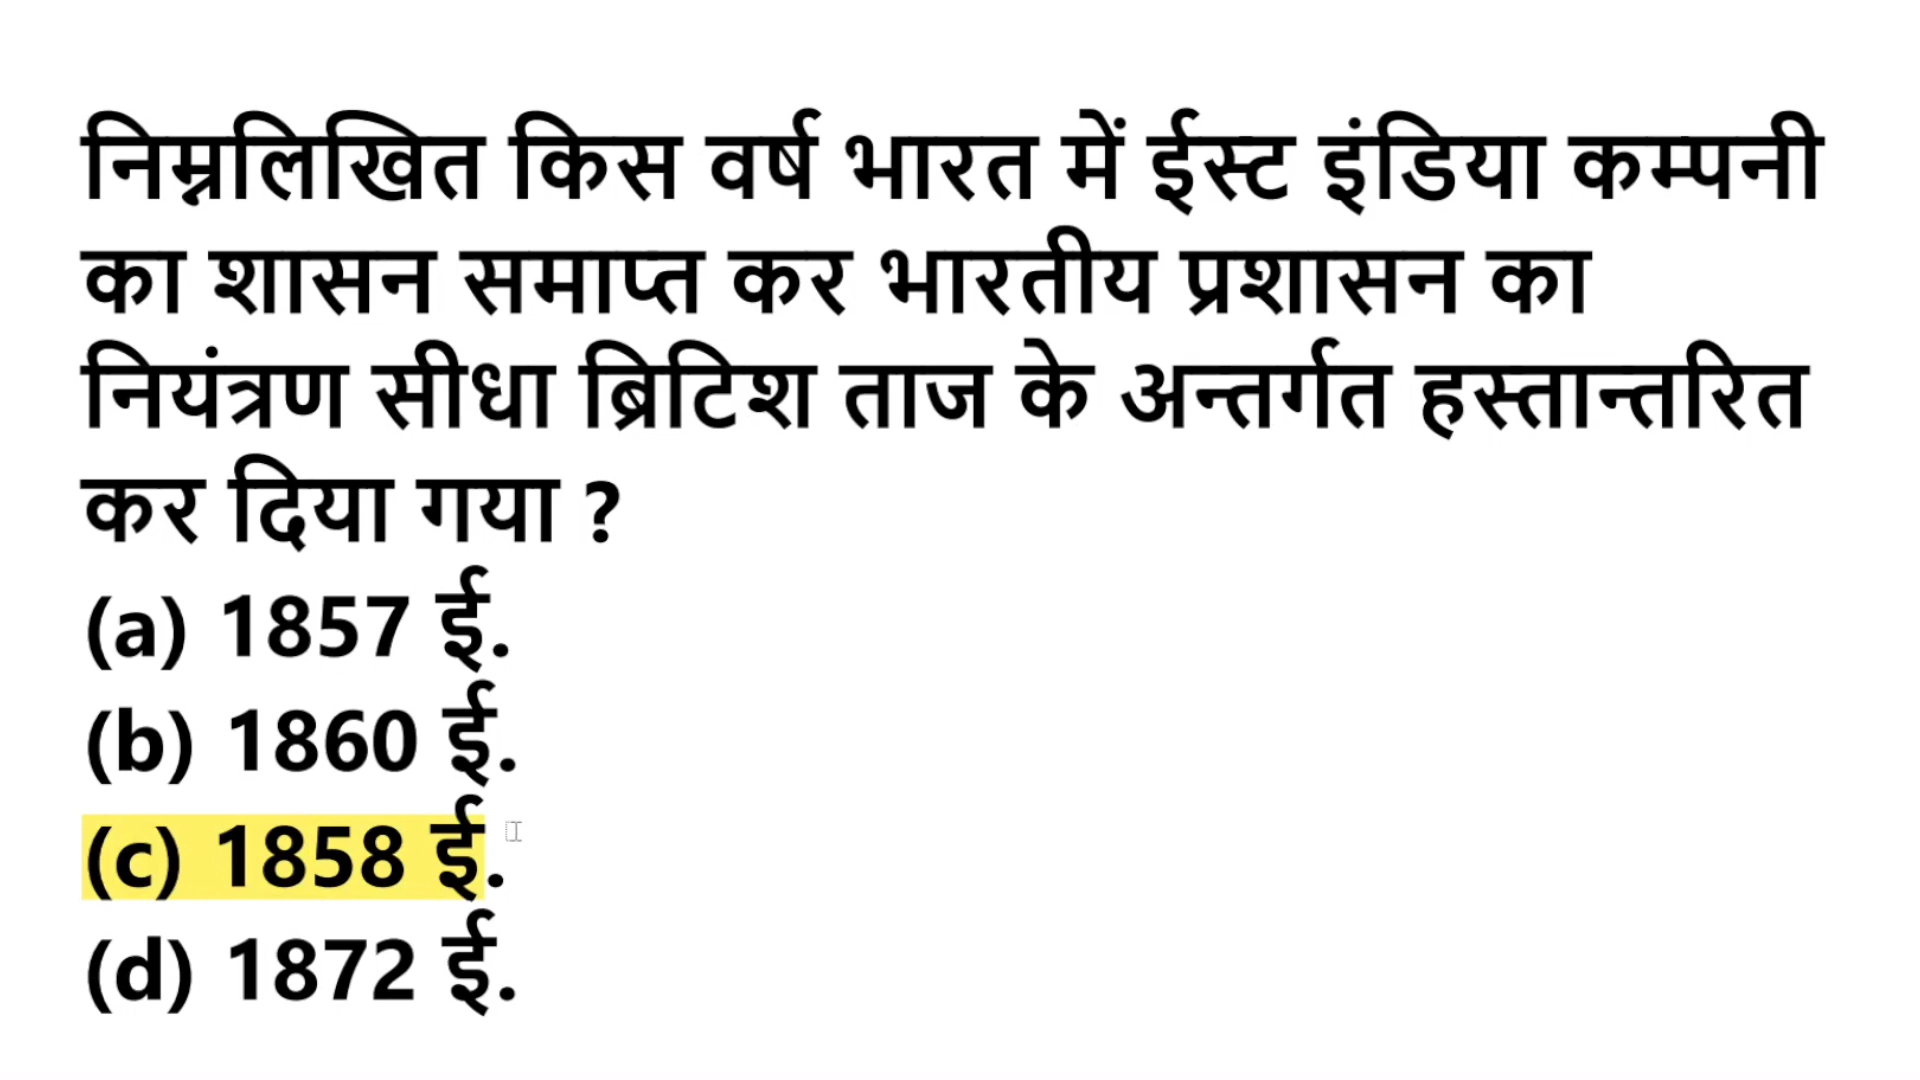 निम्नलिखित किस वर्ष भारत में ईस्ट इंडिया कम्पनी
का शासन समाप्त कर भारतीय प्रशासन का
नियंत्रण सीधा ब्रिटिश ताज के अन्तर्गत हस्तान्तरित
कर दिया गया ?
(a) 1857 ई.
(b) 1860 ई.
(c) 1858 ई.
(d) 1872 ई.